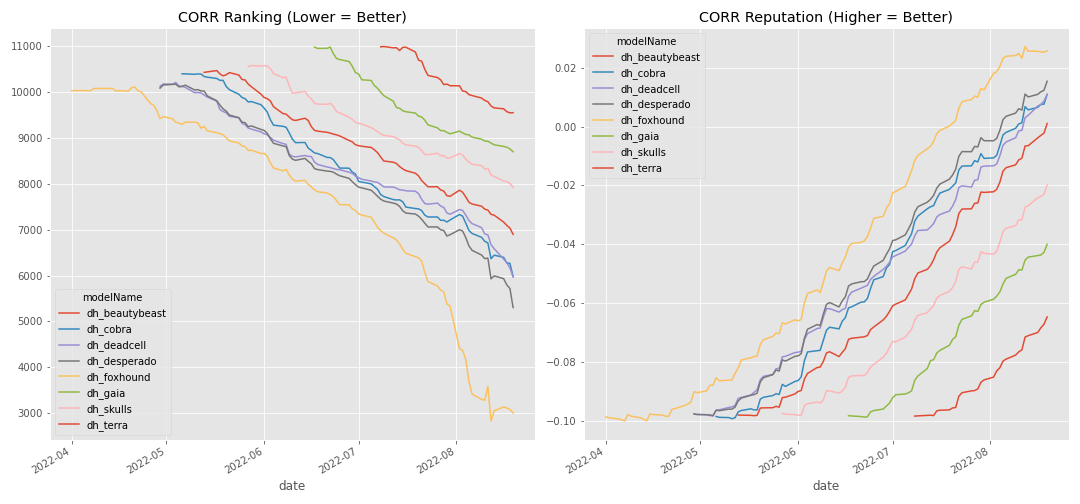 CORR Ranking (Lower = Better)
11000
10000
9000
8000
7000
6000
5000
4000
3000
modelName
dh_beautybeast
dh_cobra
dh_deadcell
dh_desperado
dh_foxhound
dh_gaia
dh_skulls
dh_terra
2022-04
2022-05
2022-06
2022-07
2022-08
date
CORR Reputation (Higher = Better)
modelName
dh_beautybeast
dh_cobra
dh_deadcell
dh_desperado
dh_foxhound
dh_gaia
dh_skulls
dh_terra
0.02
0.00
−0.02
−0.04
−0.06
−0.08
−0.10
2022-04
2022-05
2022-06
2022-07
2022-08
date